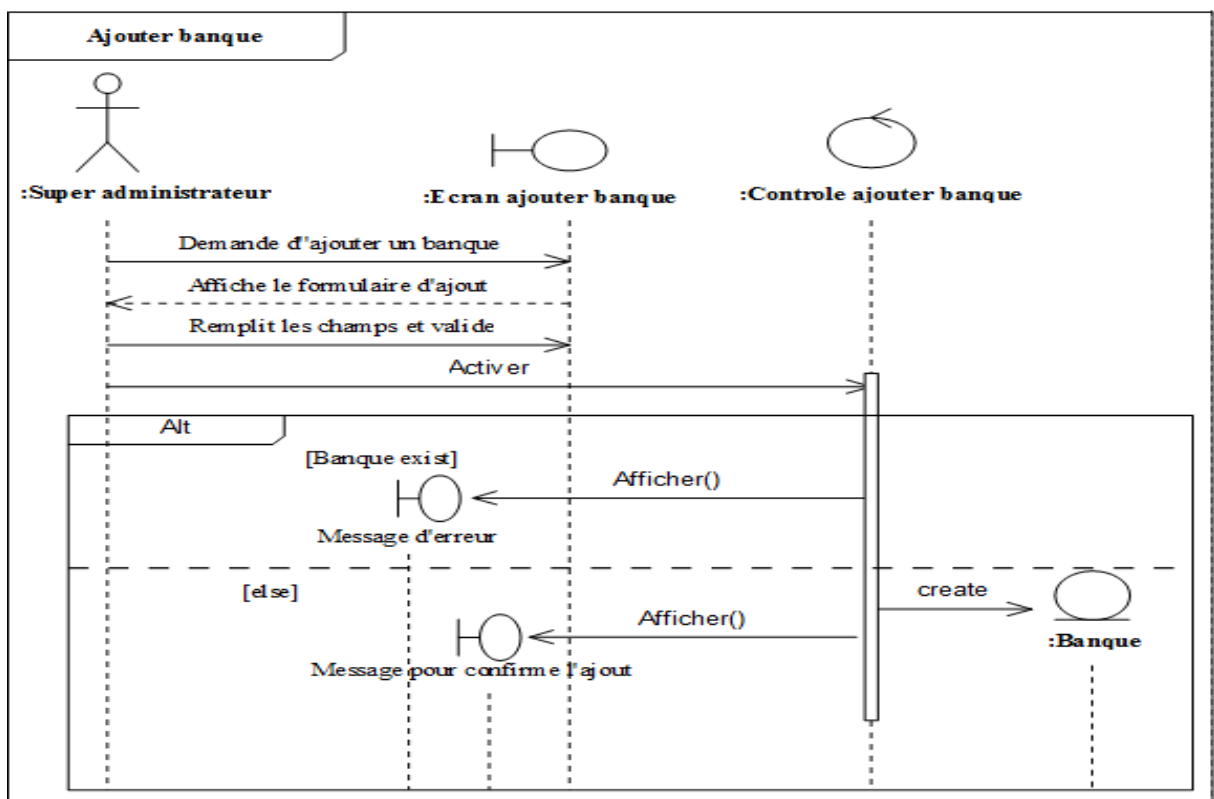 Ajouter banque
:Super administrateur
:Ecran ajouter banque
:Controle ajouter banque
Demande d''ajouter un banque
Affiche le formulaire d'ajout
Remplit les champs et valide
Activer
Alt
[Banque exist]
Afficher()
Message d'erreur
[else]
create
Afficher()
:Banque
Message pour confirme l'ajout